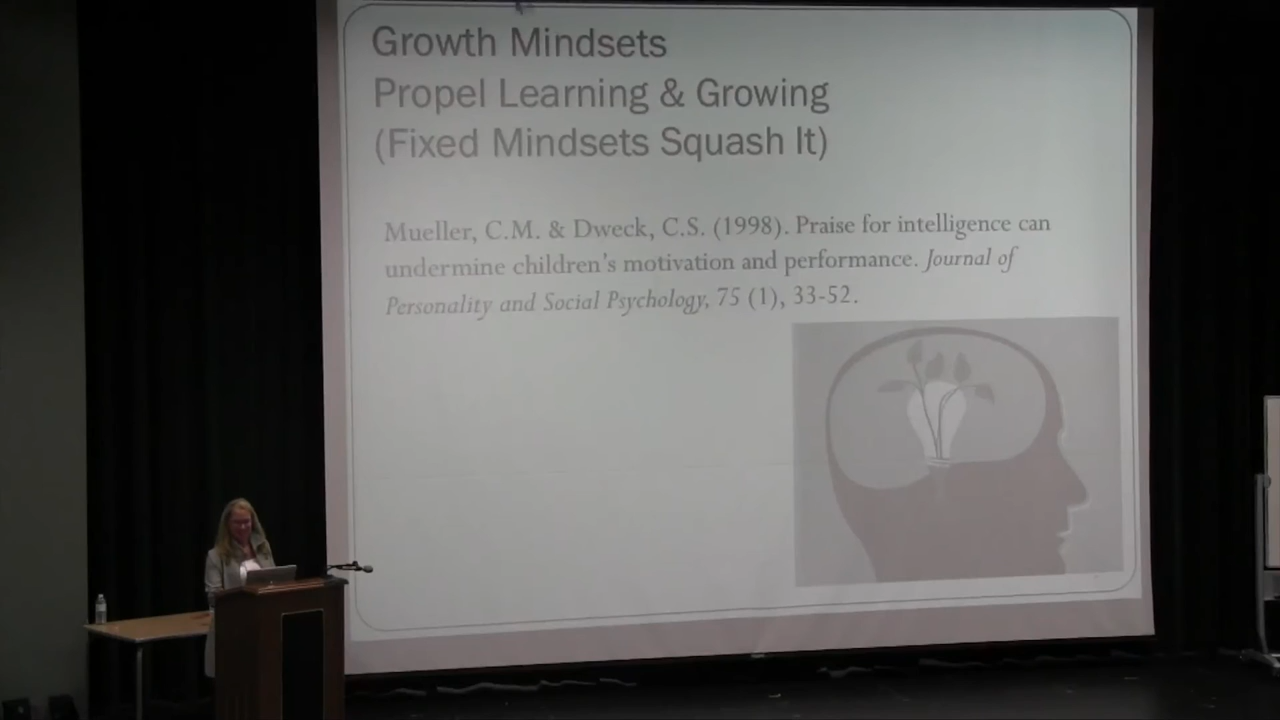 Growth Mindsets
Propel Learning & Growing
(Fixed Mindsets Squash It)
Mueller, C.M. & Dweck, C.S. (1998). Praise for intelligence can
undermine children's motivation and performance. Journal of
Personality and Social Psychology, 75 (1), 33-52.